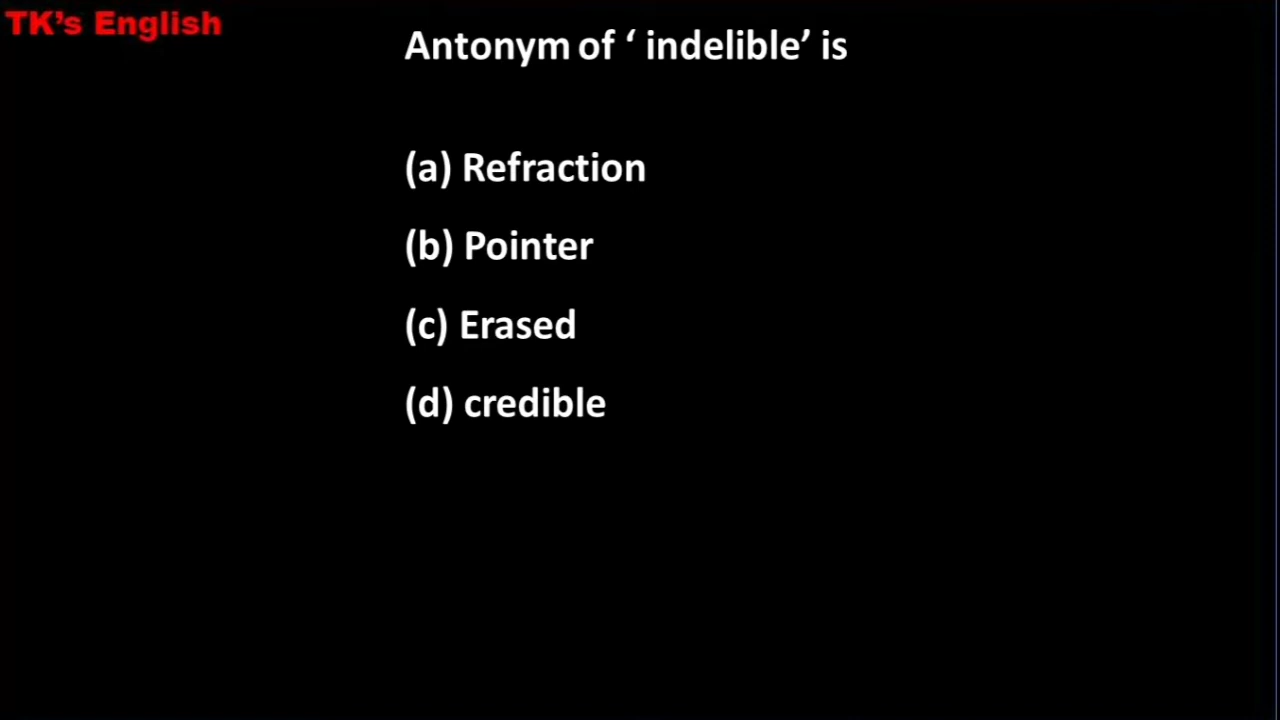 TK’s English
Antonym of ‘ indelible’ is
(a) Refraction
(b) Pointer
(c) Erased
(d) credible